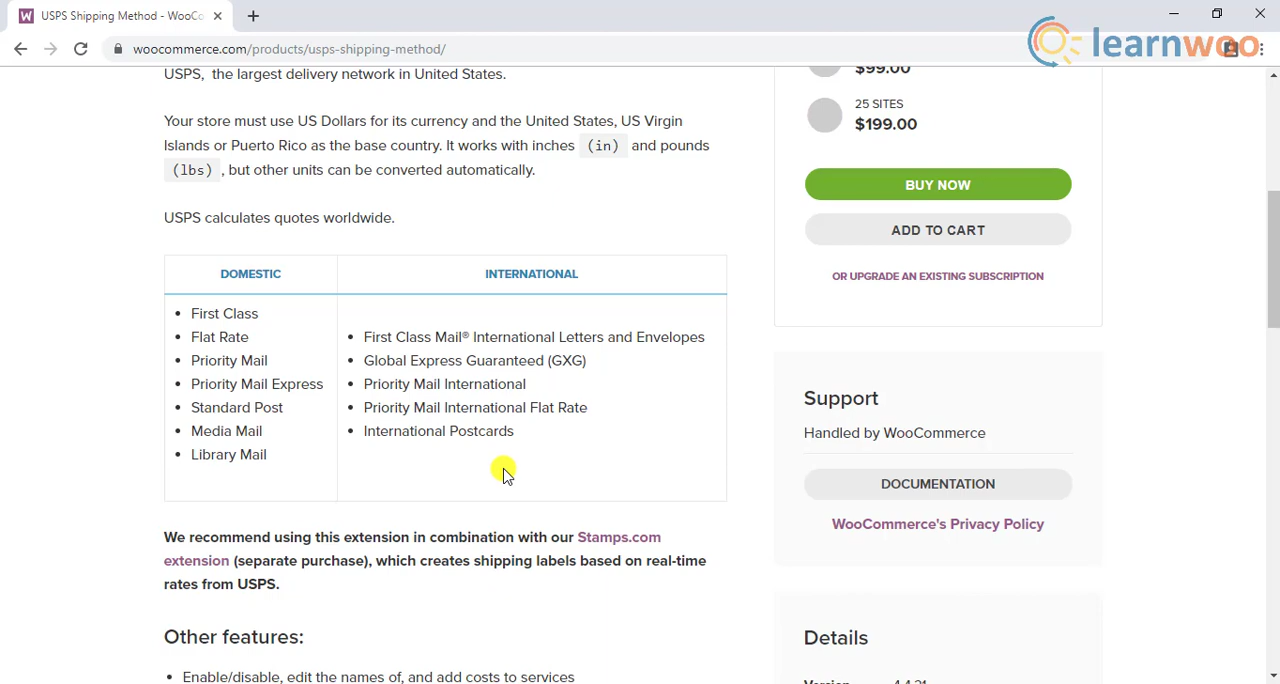 USPS Shipping Method - WooCo
woocommerce.com/products/usps-shipping-method/
learnwoo
USPS, the largest delivery network in United States.
Your store must use US Dollars for its currency and the United States, US Virgin
Islands or Puerto Rico as the base country. It works with inches (in) and pounds
(lbs) , but other units can be converted automatically.
USPS calculates quotes worldwide.
DOMESTIC
• First Class
• Flat Rate
• Priority Mail
• Priority Mail Express
• Standard Post
• Media Mail
• Library Mail
INTERNATIONAL
• First Class Mail® International Letters and Envelopes
• Global Express Guaranteed (GXG)
• Priority Mail International
• Priority Mail International Flat Rate
• International Postcards
We recommend using this extension in combination with our Stamps.com
extension (separate purchase), which creates shipping labels based on real-time
rates from USPS.
Other features:
• Enable/disable, edit the names of, and add costs to services
$99.00
25 SITES
$199.00
BUY NOW
ADD TO CART
OR UPGRADE AN EXISTING SUBSCRIPTION
Support
Handled by WooCommerce
DOCUMENTATION
WooCommerce's Privacy Policy
Details
Version 4.4.21